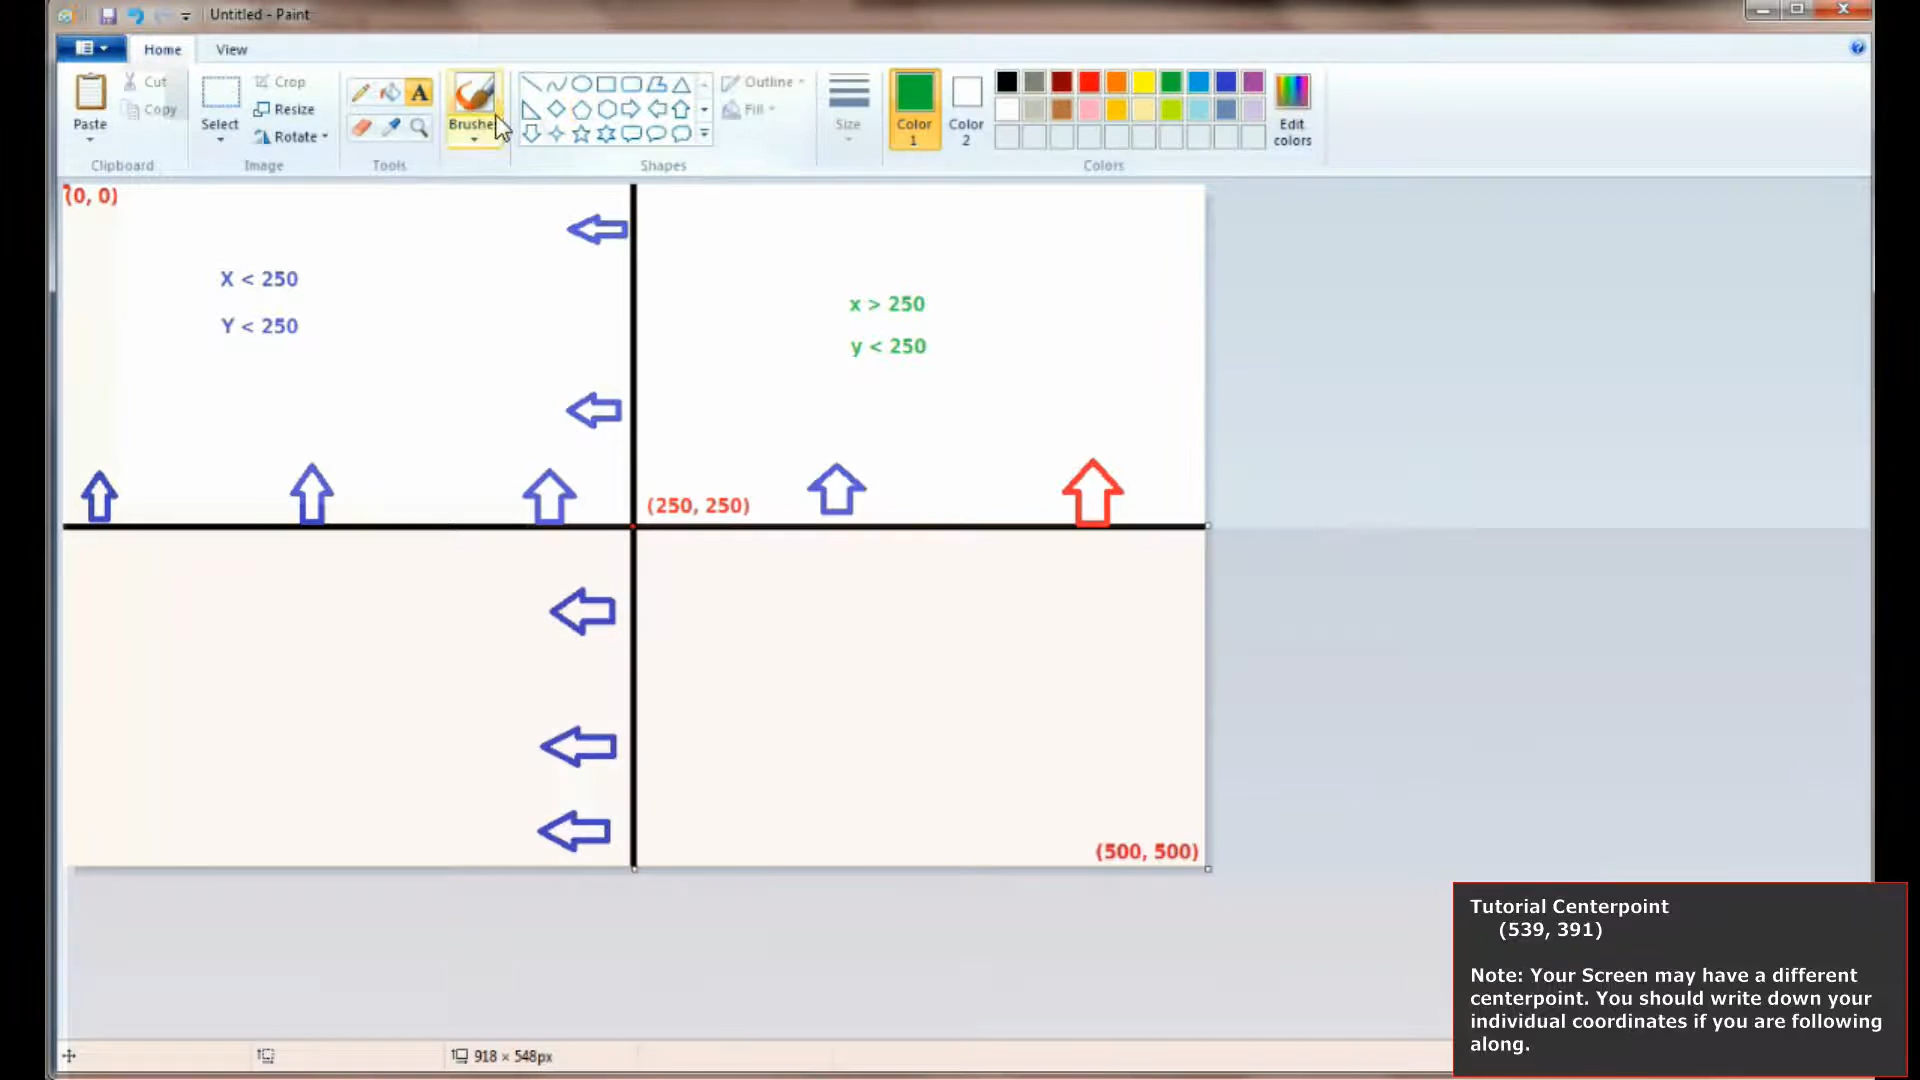 Untitled - Paint
Home View
Paste
Cut
Copy
Clipboard
Select
Crop
Resize
Rotate
Image
Tools
Brushes
Shapes
Outline
Fill
Size
Color 1
Color 2
Edit colors
Colors
(0, 0)
X < 250
Y < 250
x > 250
y < 250
(250, 250)
(500, 500)
918 × 548px
Tutorial Centerpoint
(539, 391)
Note: Your Screen may have a different
centerpoint. You should write down your
individual coordinates if you are following
along.